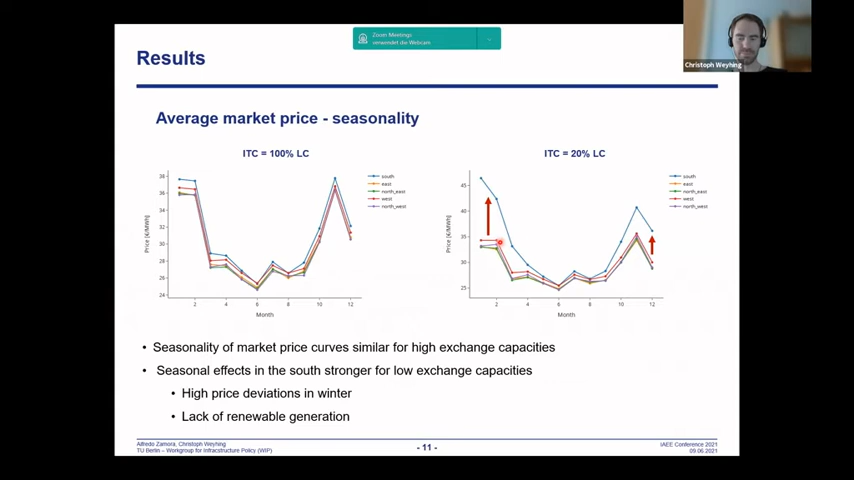 Zoom Meetings
verwendet die Webcam.
Christoph Weyhing
Results
Average market price - seasonality
ITC = 100% LC
ITC = 20% LC
38
36
34
32
30
28
26
24
Price [€/MWh]
2 4 6 8 10 12
Month
south
east
north_east
west
north_west
45
40
35
30
25
Price [€/MWh]
2 4 6 8 10 12
Month
south
east
north_east
west
north_west
• Seasonality of market price curves similar for high exchange capacities
• Seasonal effects in the south stronger for low exchange capacities
• High price deviations in winter
• Lack of renewable generation
Alfredo Zamora, Christoph Weyhing
TU Berlin – Workgroup for Infrastructure Policy (WIP)
- 11 -
IAEE Conference 2021
09.06.2021